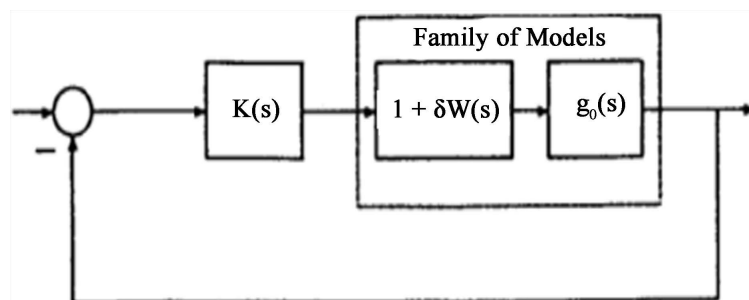 Family of Models
K(s)
1 + δW(s)
g₀(s)
−